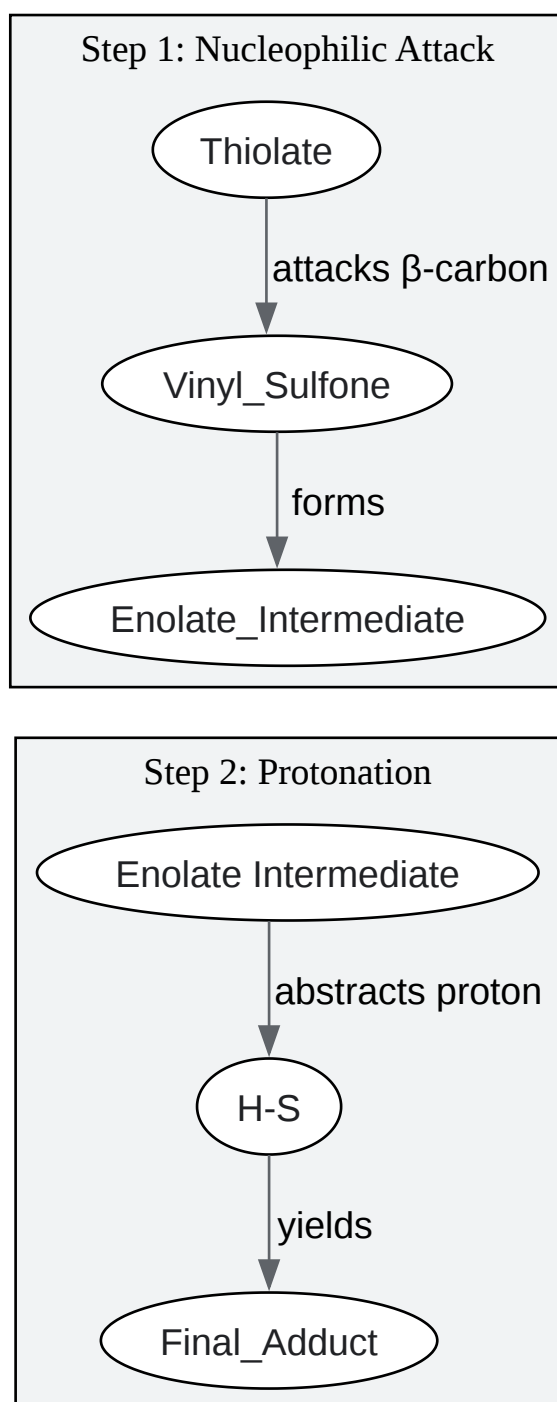 Step 1: Nucleophilic Attack
Thiolate
attacks β-carbon
Vinyl_Sulfone
forms
Enolate_Intermediate
Step 2: Protonation
Enolate Intermediate
abstracts proton
H-S
yields
Final_Adduct